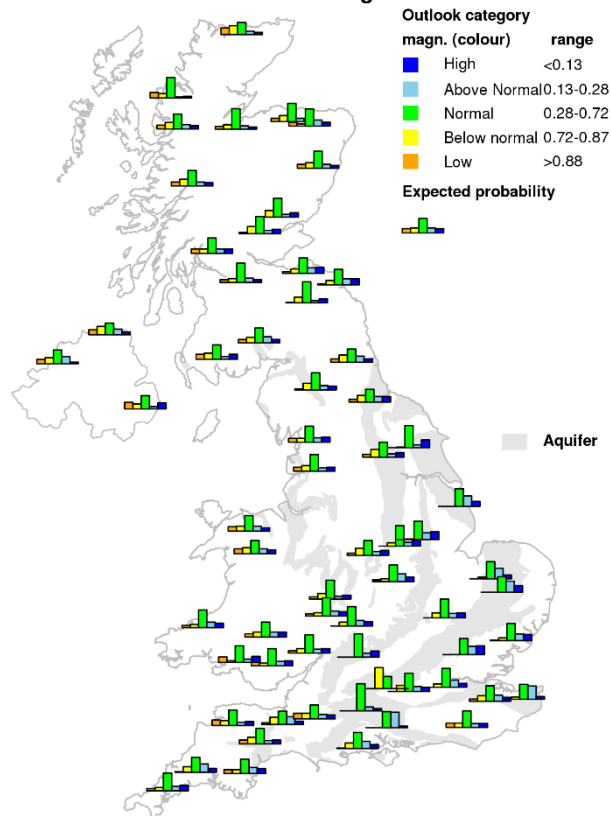 Outlook category
magn. (colour) range
High <0.13
Above Normal 0.13-0.28
Normal 0.28-0.72
Below normal 0.72-0.87
Low >0.88
Expected probability
Aquifer